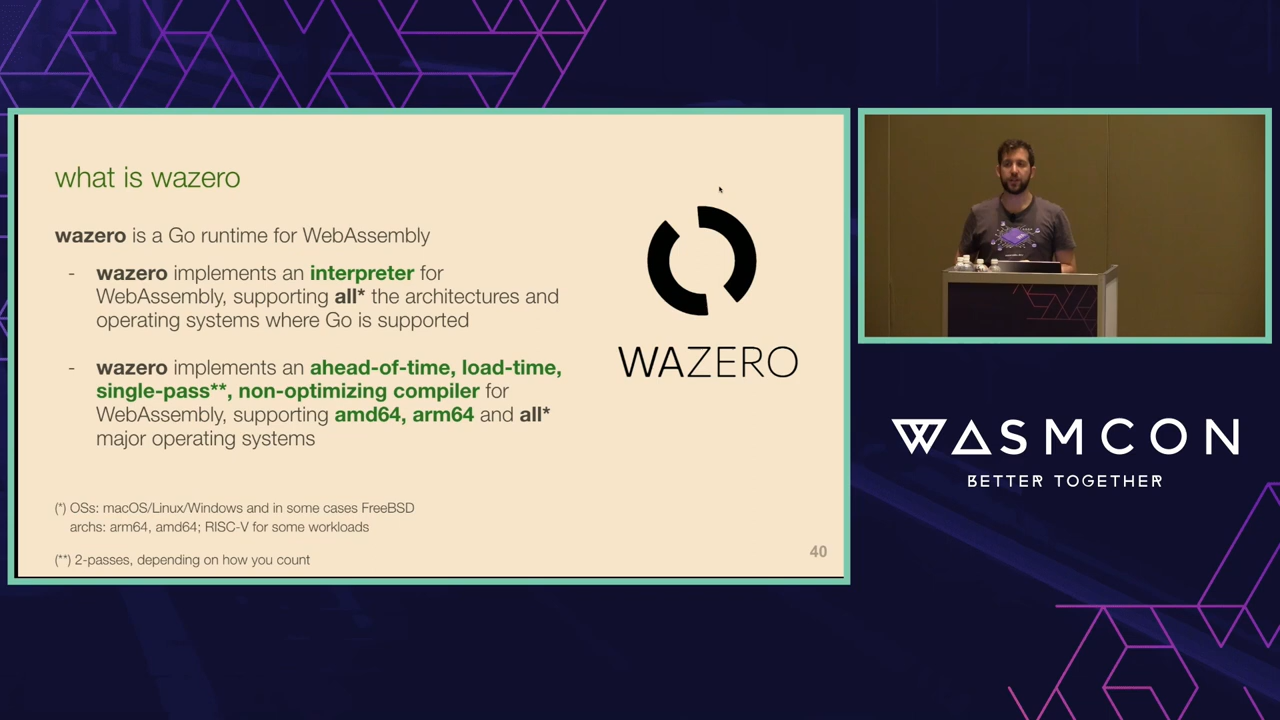 what is wazero
wazero is a Go runtime for WebAssembly
- wazero implements an interpreter for
WebAssembly, supporting all* the architectures and
operating systems where Go is supported
- wazero implements an ahead-of-time, load-time,
single-pass**, non-optimizing compiler for
WebAssembly, supporting amd64, arm64 and all*
major operating systems
(*) OSs: macOS/Linux/Windows and in some cases FreeBSD
archs: arm64, amd64; RISC-V for some workloads
(**) 2-passes, depending on how you count
40
WAZERO
WASMCON
BETTER TOGETHER